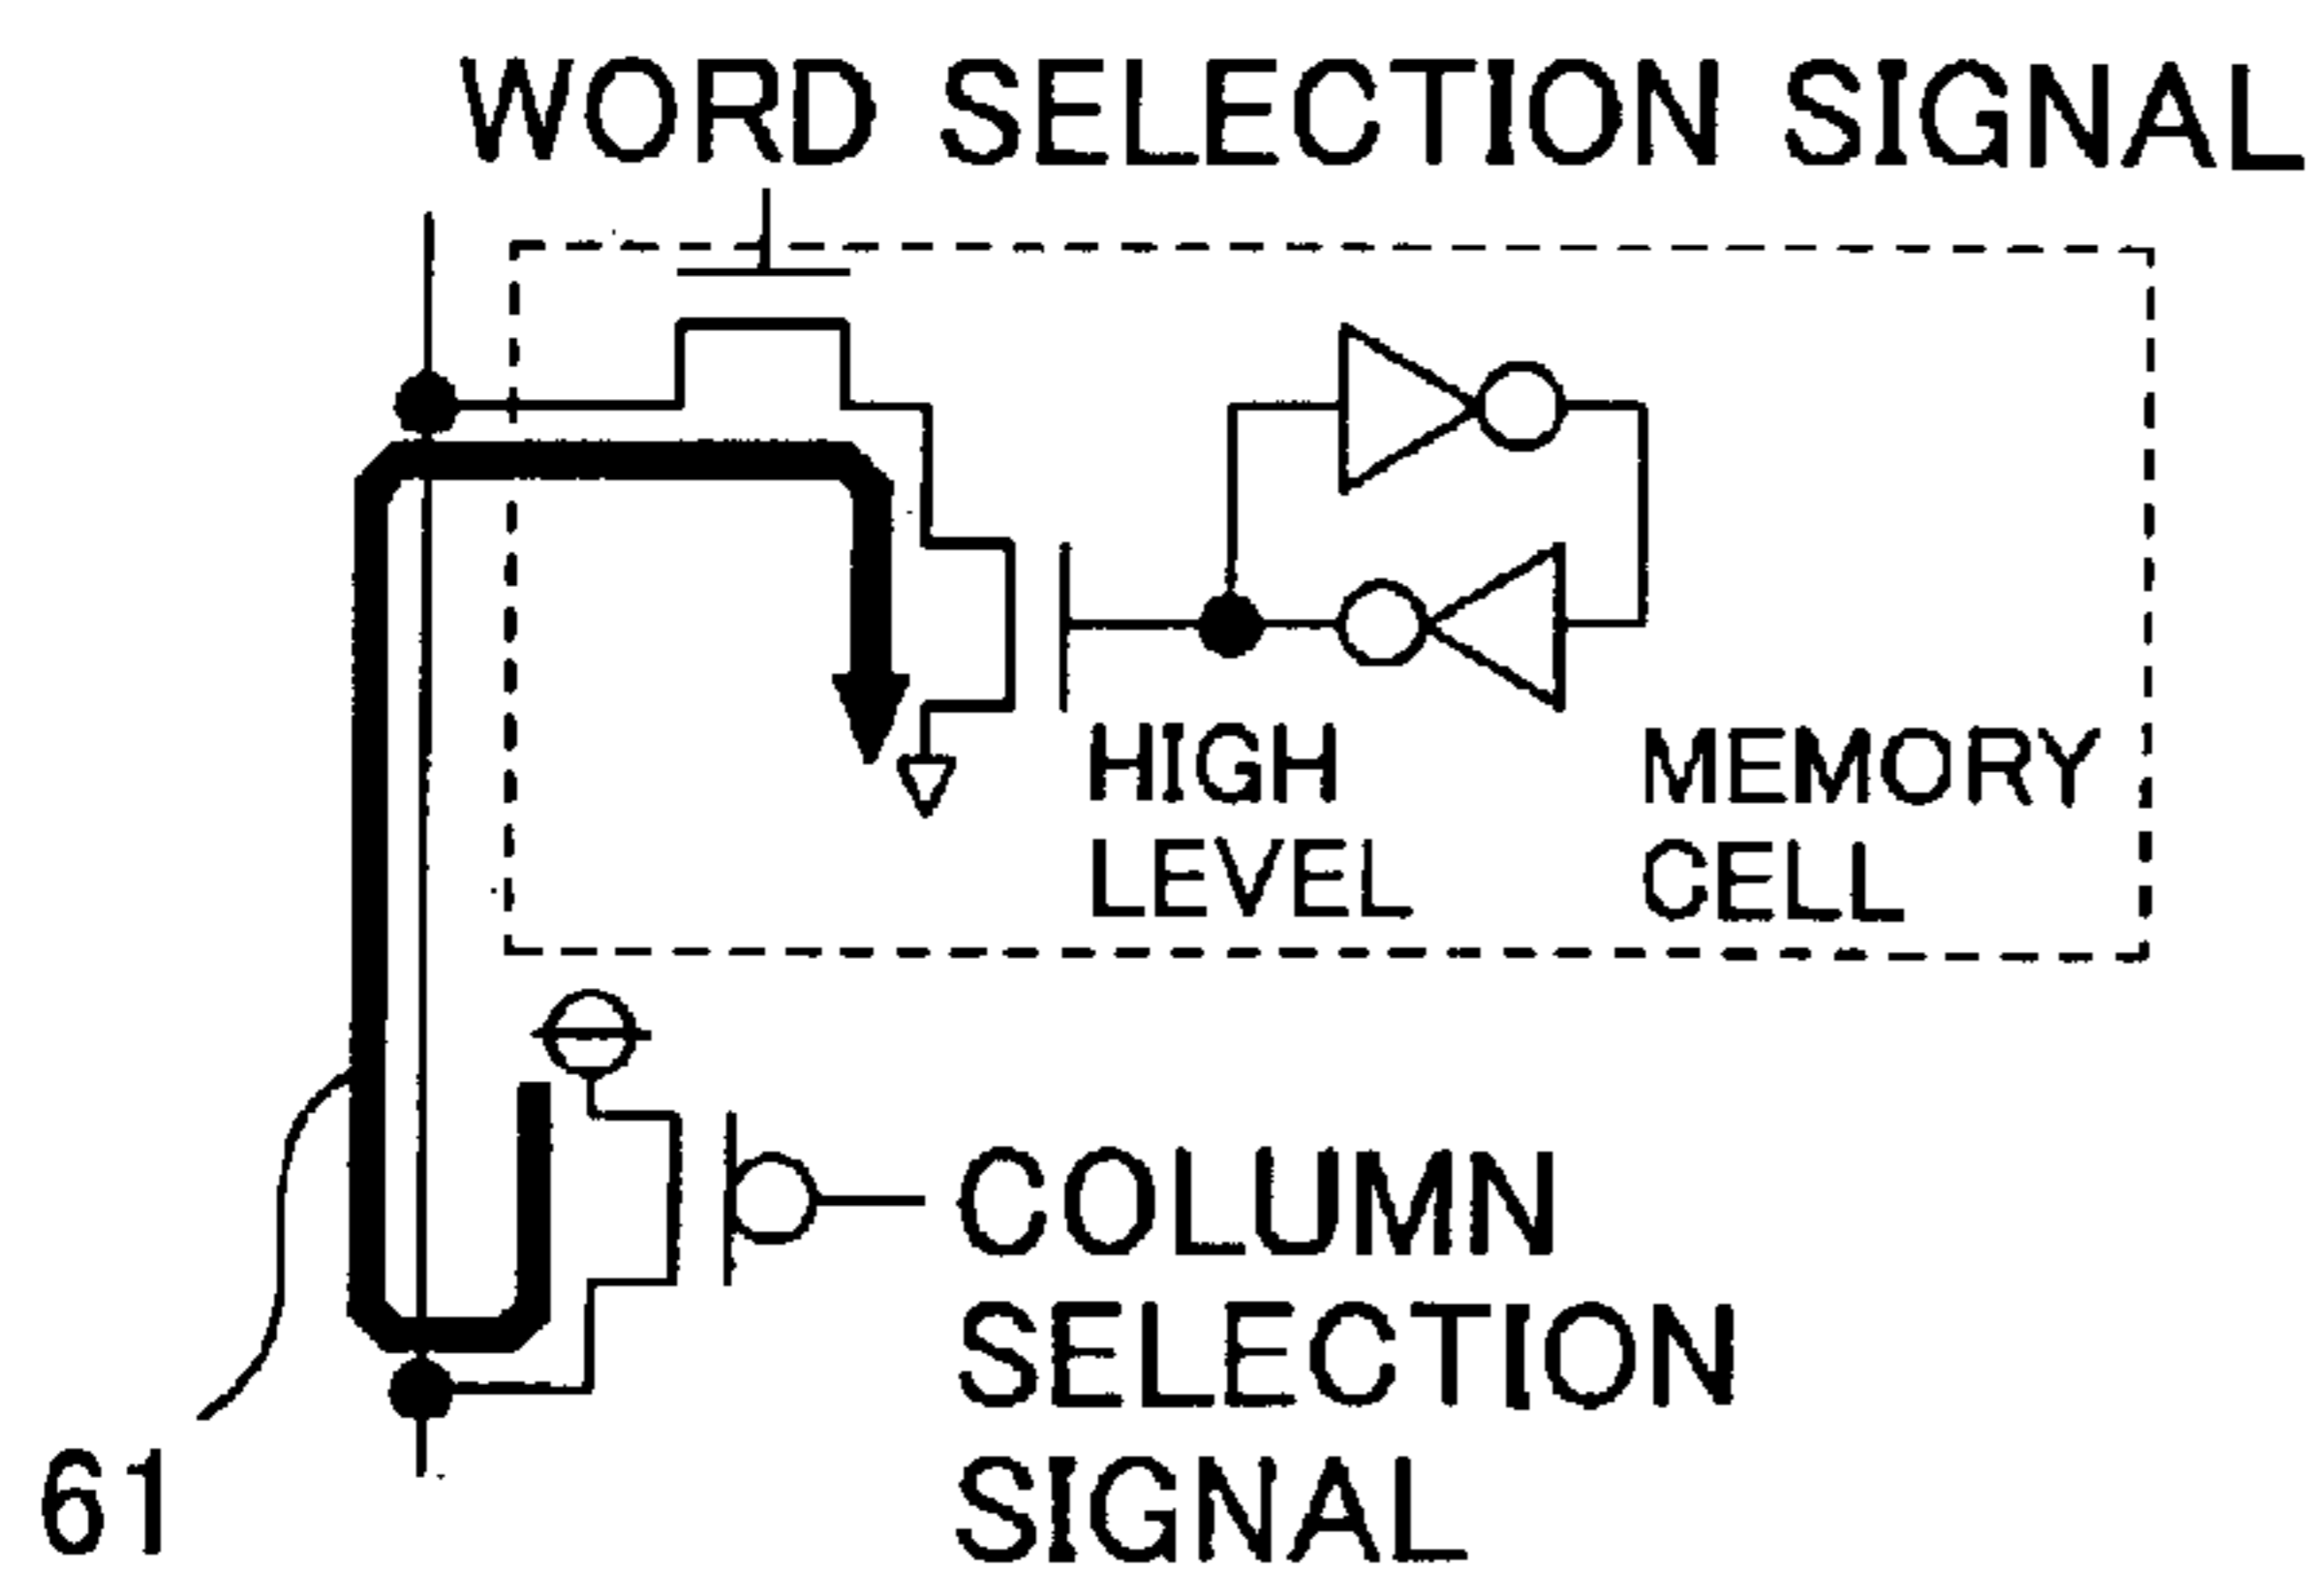 WORD SELECTION SIGNAL
HIGH
LEVEL
MEMORY
CELL
COLUMN
SELECTION
SIGNAL
61